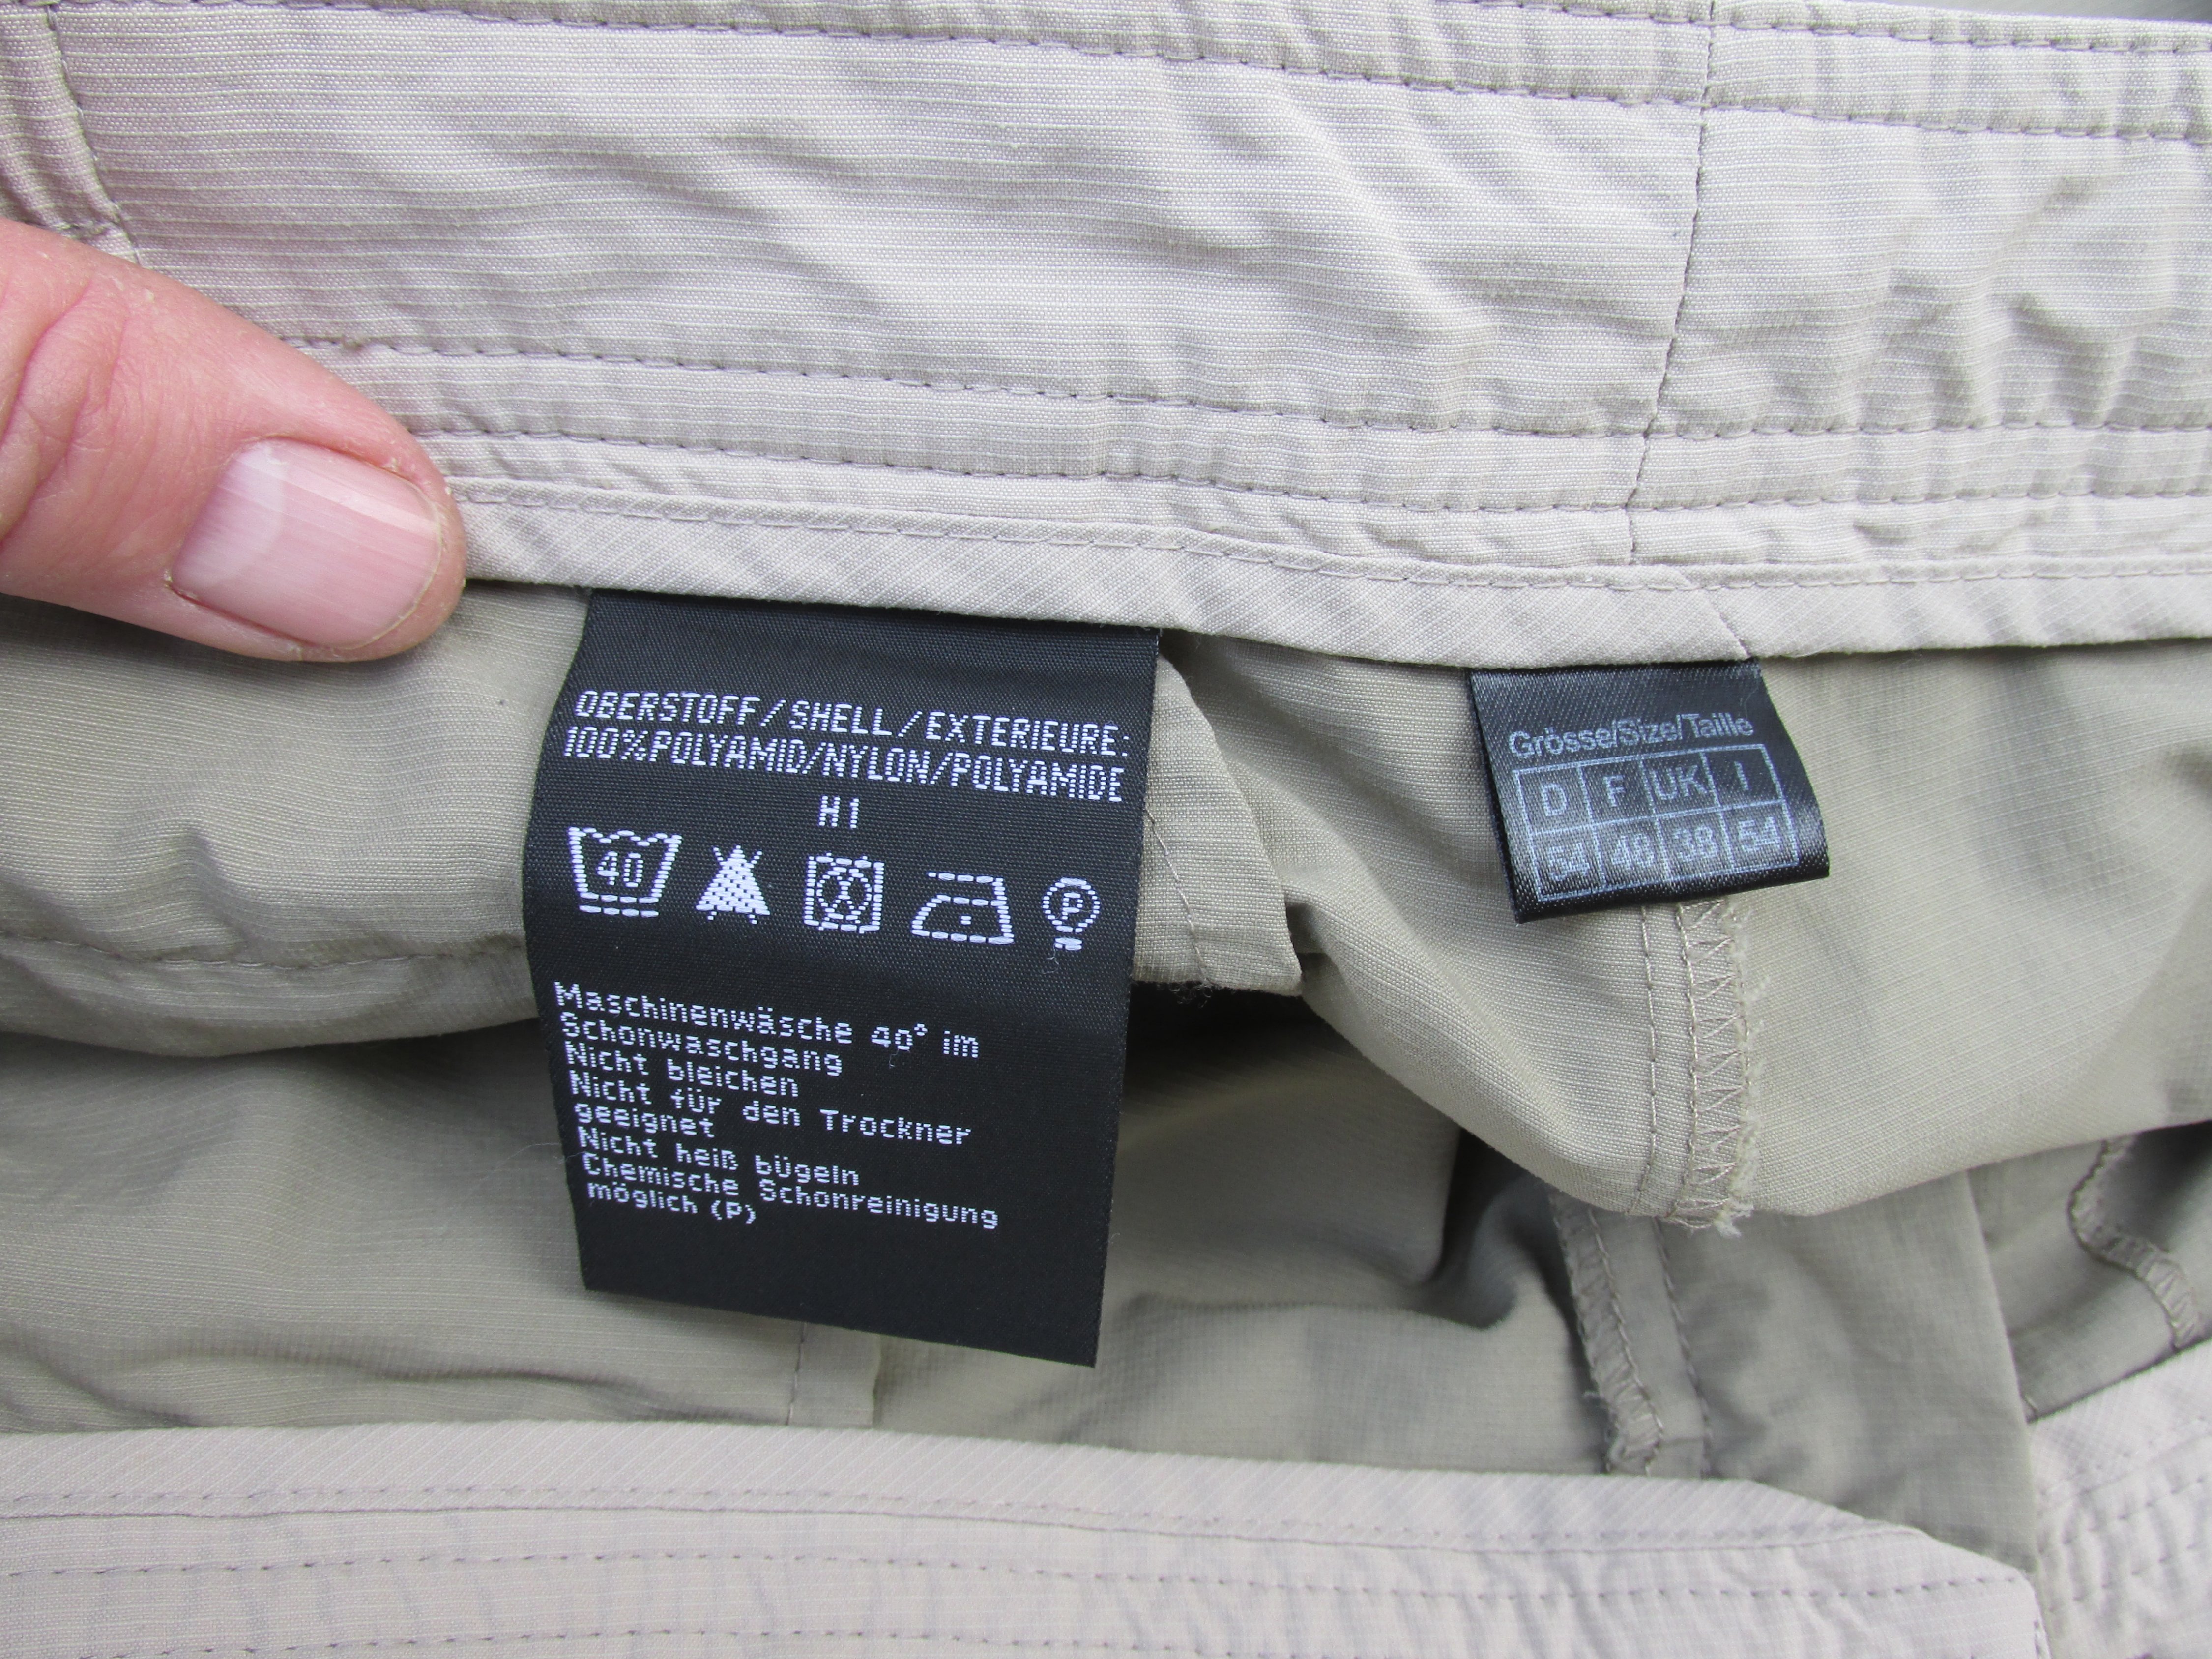 OBERSTOFF/SHELL/EXTERIEURE:
100%POLYAMID/NYLON/POLYAMIDE
H1
40
P
Maschinenwäsche 40° im
Schonwaschgang
Nicht bleichen
Nicht für den Trockner
geeignet
Nicht heiß bügeln
Chemische Schonreinigung
möglich (P)
Grösse/Size/Taille
D F UK I
54 48 38 54